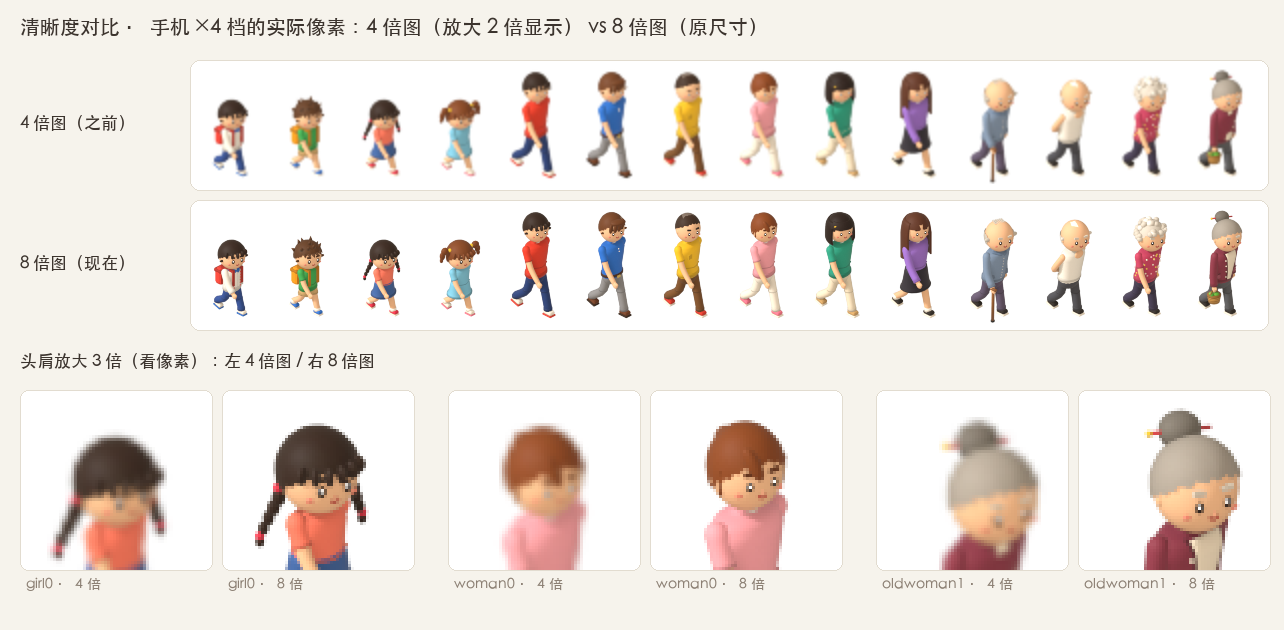 清晰度对比 · 手机 ×4 档的实际像素：4 倍图（放大 2 倍显示） vs 8 倍图（原尺寸）
4 倍图（之前）
8 倍图（现在）
头肩放大 3 倍（看像素）：左 4 倍图 / 右 8 倍图
girl0 · 4 倍
girl0 · 8 倍
woman0 · 4 倍
woman0 · 8 倍
oldwoman1 · 4 倍
oldwoman1 · 8 倍